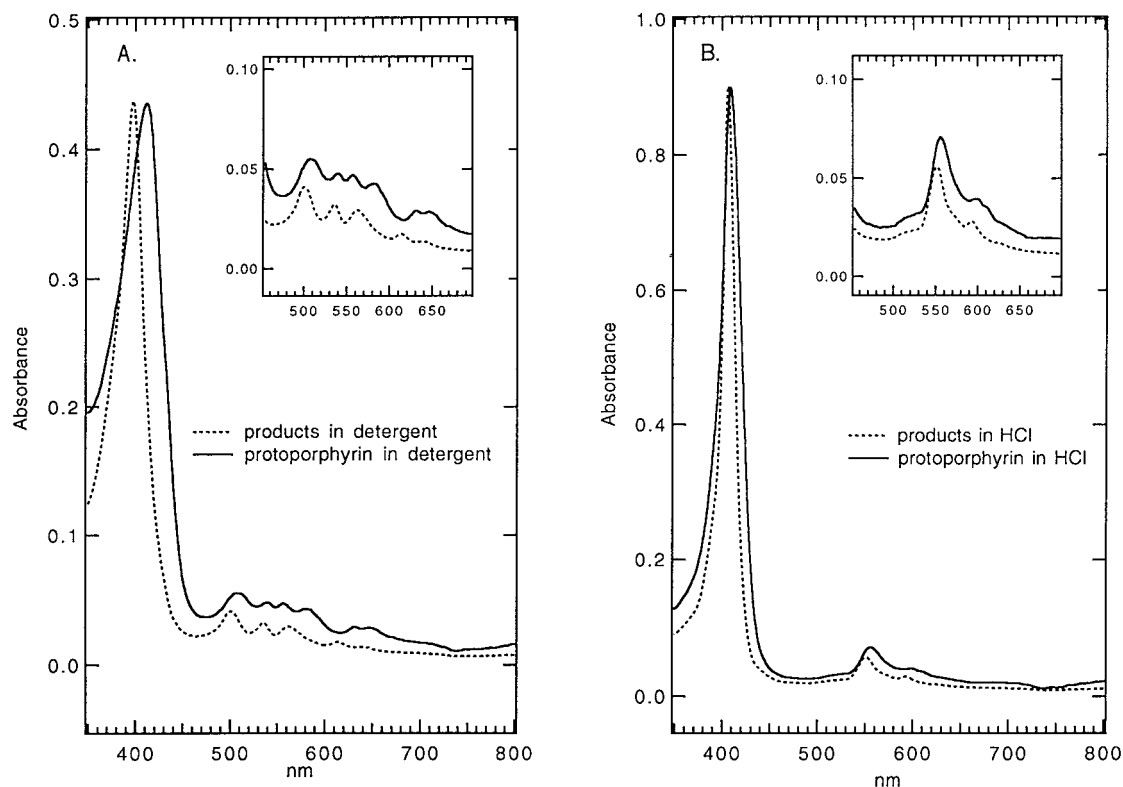 A.
0.5
0.4
0.3
0.2
0.1
0.0
Absorbance
400 500 600 700 800
nm
0.10
0.05
0.00
500 550 600 650
products in detergent
protoporphyrin in detergent
B.
1.0
0.8
0.6
0.4
0.2
0.0
Absorbance
400 500 600 700 800
nm
0.10
0.05
0.00
500 550 600 650
products in HCl
protoporphyrin in HCl